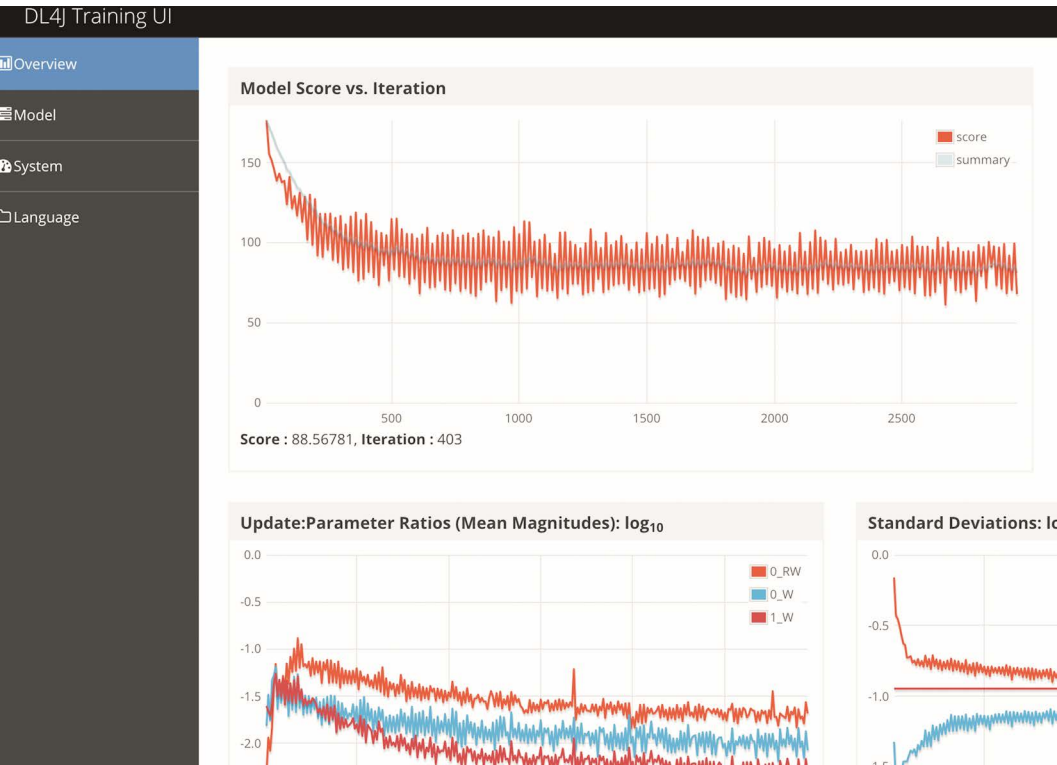 DL4J Training UI
Overview
Model
System
Language
Model Score vs. Iteration
score
summary
150
100
50
0
500
1000
1500
2000
2500
Score : 88.56781, Iteration : 403
Update:Parameter Ratios (Mean Magnitudes): log10
0.0
-0.5
-1.0
-1.5
-2.0
0_RW
0_W
1_W
Standard Deviations:
0.0
-0.5
-1.0